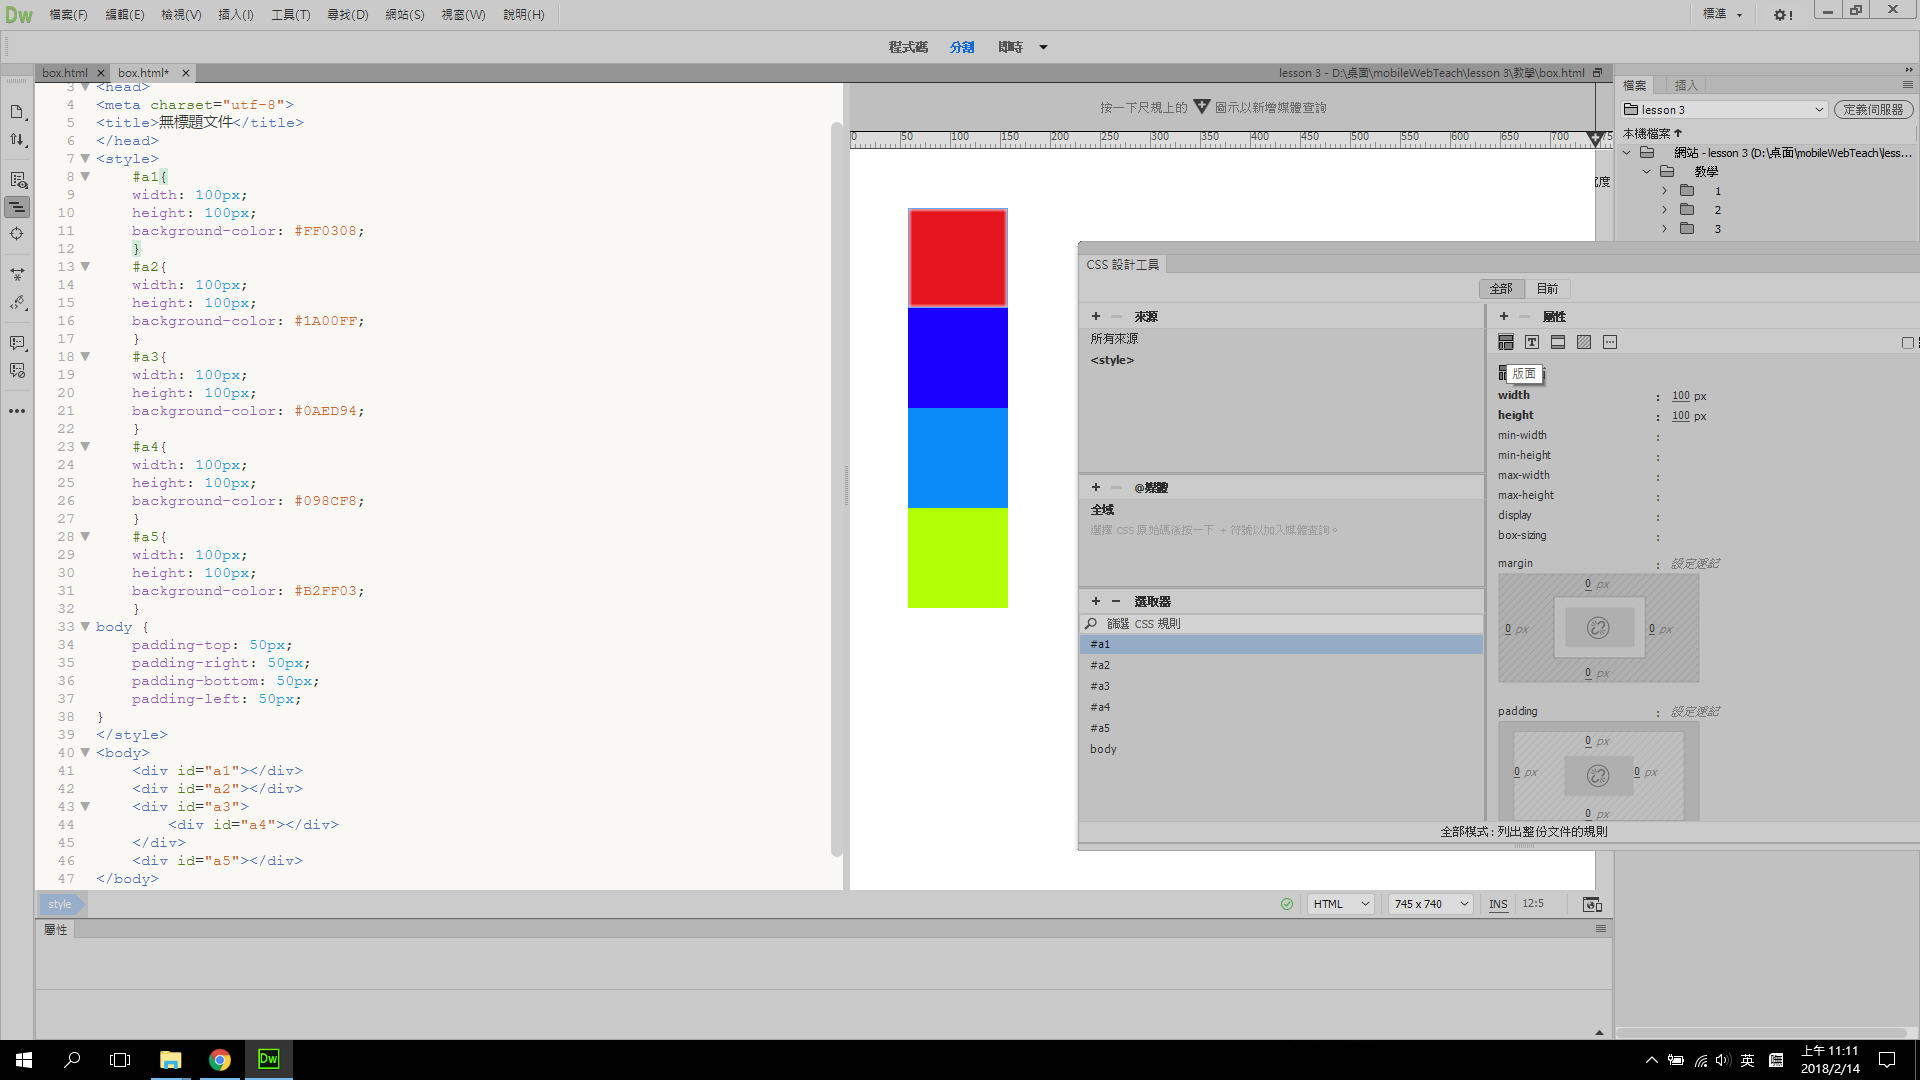 Dw 檔案(F) 編輯(E) 檢視(V) 插入(I) 工具(T) 尋找(D) 網站(S) 視窗(W) 說明(H) 標準
程式碼 分割 即時
box.html box.html* lesson 3 - D:\桌面\mobileWebTeach\lesson 3\教學\box.html
3 <head>
4 <meta charset="utf-8">
5 <title>無標題文件</title>
6 </head>
7 <style>
8 #a1{
9 width: 100px;
10 height: 100px;
11 background-color: #FF0308;
12 }
13 #a2{
14 width: 100px;
15 height: 100px;
16 background-color: #1A00FF;
17 }
18 #a3{
19 width: 100px;
20 height: 100px;
21 background-color: #0AED94;
22 }
23 #a4{
24 width: 100px;
25 height: 100px;
26 background-color: #098CF8;
27 }
28 #a5{
29 width: 100px;
30 height: 100px;
31 background-color: #B2FF03;
32 }
33 body {
34 padding-top: 50px;
35 padding-right: 50px;
36 padding-bottom: 50px;
37 padding-left: 50px;
38 }
39 </style>
40 <body>
41 <div id="a1"></div>
42 <div id="a2"></div>
43 <div id="a3">
44 <div id="a4"></div>
45 </div>
46 <div id="a5"></div>
47 </body>
style
屬性
按一下尺規上的 圖示以新增媒體查詢
0 50 100 150 200 250 300 350 400 450 500 550 600 650 700 75
度
HTML 745 x 740 INS 12:5
檔案 插入
lesson 3 定義伺服器
本機檔案
網站 - lesson 3 (D:\桌面\mobileWebTeach\less...
教學
1
2
3
CSS 設計工具
全部 目前
+ − 來源
所有來源
<style>
+ − @媒體
全域
選擇 CSS 原始碼後按一下 + 符號以加入媒體查詢。
+ − 選取器
篩選 CSS 規則
#a1
#a2
#a3
#a4
#a5
body
+ − 屬性
版面
width : 100 px
height : 100 px
min-width :
min-height :
max-width :
max-height :
display :
box-sizing :
margin : 設定速記
0 px
0 px 0 px
0 px
padding : 設定速記
0 px
0 px 0 px
0 px
全部模式 : 列出整份文件的規則
Dw
英
上午 11:11
2018/2/14